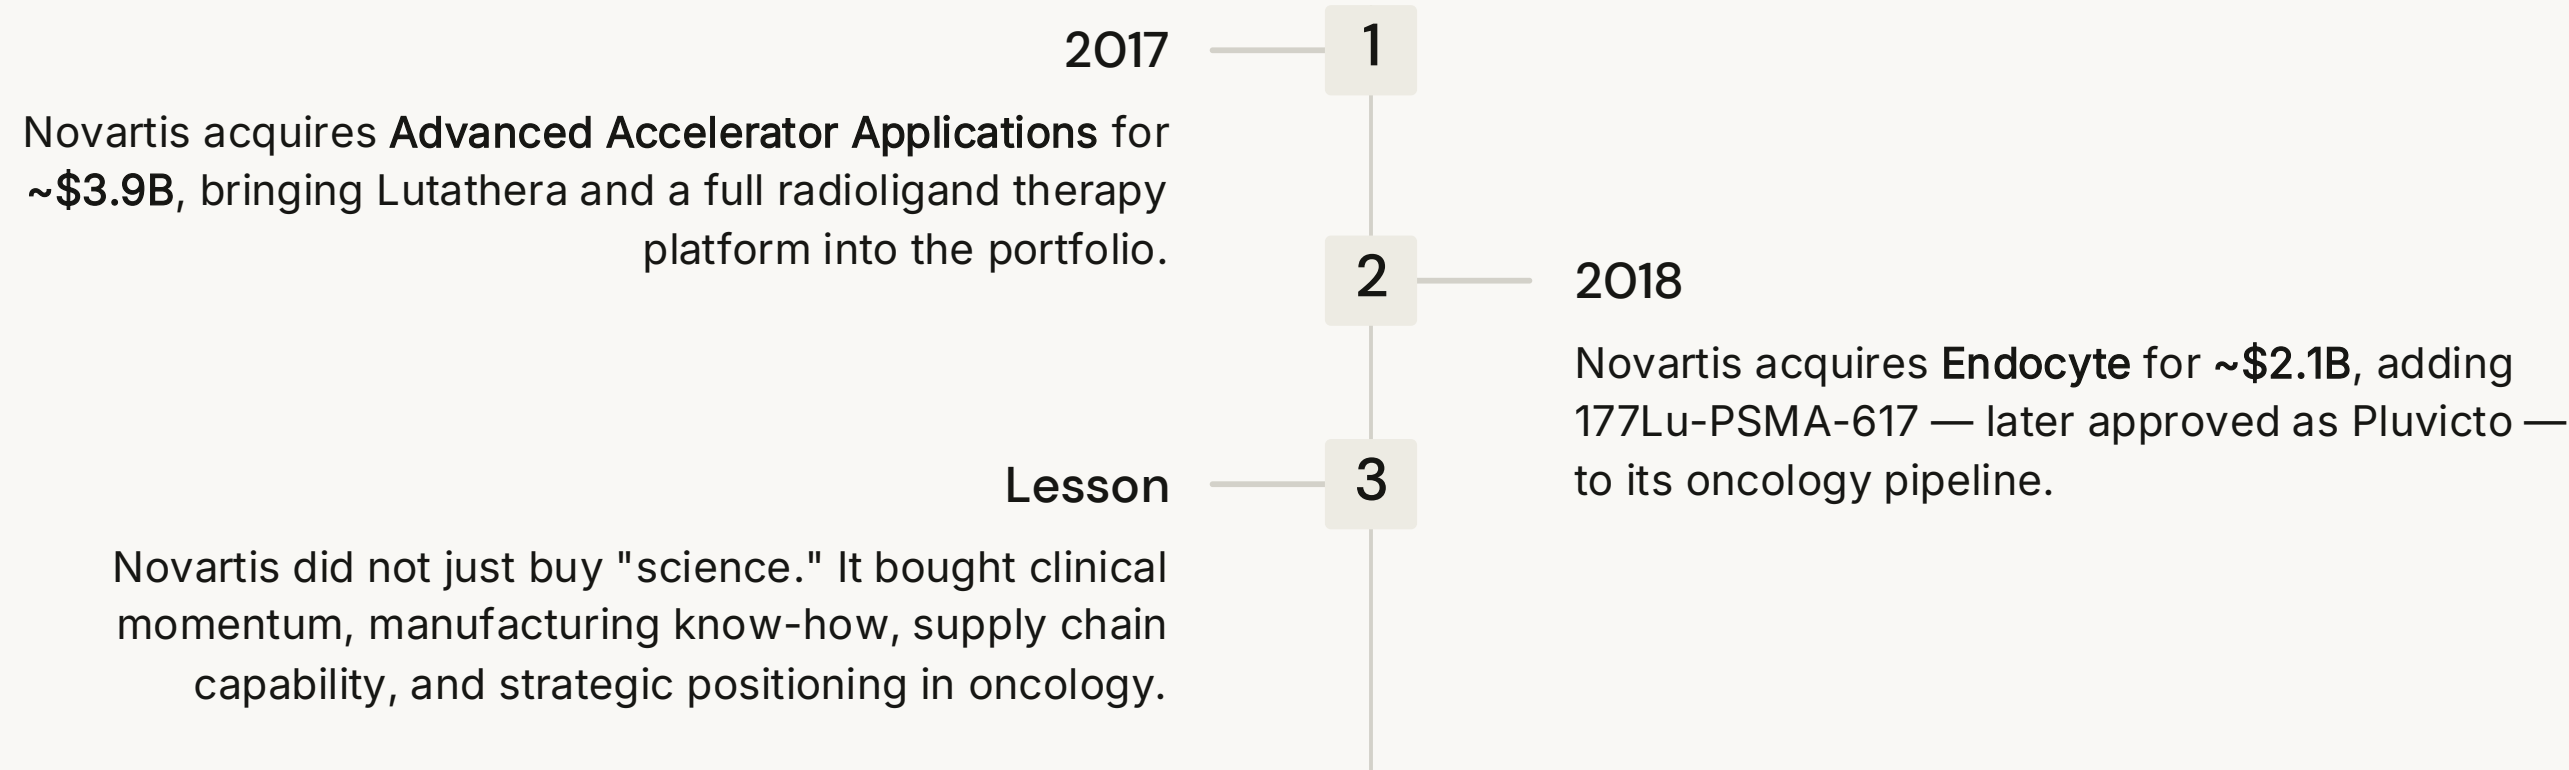 1
2017
Novartis acquires Advanced Accelerator Applications for
~$3.9B, bringing Lutathera and a full radioligand therapy
platform into the portfolio.
2
2018
Novartis acquires Endocyte for ~$2.1B, adding
177Lu-PSMA-617 — later approved as Pluvicto —
to its oncology pipeline.
3
Lesson
Novartis did not just buy "science." It bought clinical
momentum, manufacturing know-how, supply chain
capability, and strategic positioning in oncology.